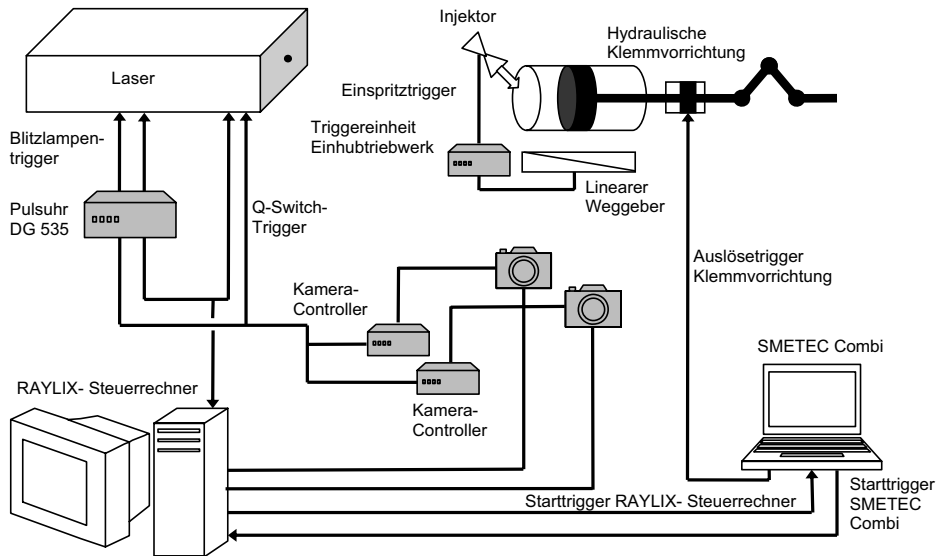 Injektor
Hydraulische
Klemmvorrichtung
Laser
Einspritztrigger
Blitzlampen-
trigger
Triggereinheit
Einhubtriebwerk
Linearer
Weggeber
Pulsuhr
DG 535
Q-Switch-
Trigger
Auslösetrigger
Klemmvorrichtung
Kamera-
Controller
SMETEC Combi
RAYLIX- Steuerrechner
Kamera-
Controller
Starttrigger RAYLIX- Steuerrechner
Starttrigger
SMETEC
Combi